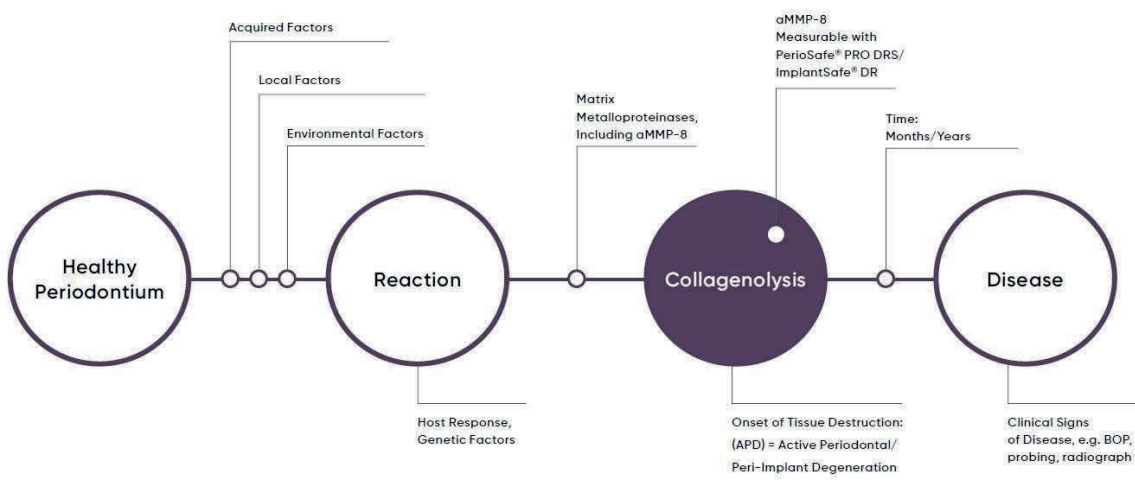 Acquired Factors
Local Factors
Environmental Factors
Matrix
Metalloproteinases,
Including aMMP-8
aMMP-8
Measurable with
PerioSafe® PRO DRS/
ImplantSafe® DR
Time:
Months/Years
Healthy
Periodontium
Reaction
Collagenolysis
Disease
Host Response,
Genetic Factors
Onset of Tissue Destruction:
(APD) = Active Periodontal/
Peri-Implant Degeneration
Clinical Signs
of Disease, e.g. BOP,
probing, radiograph